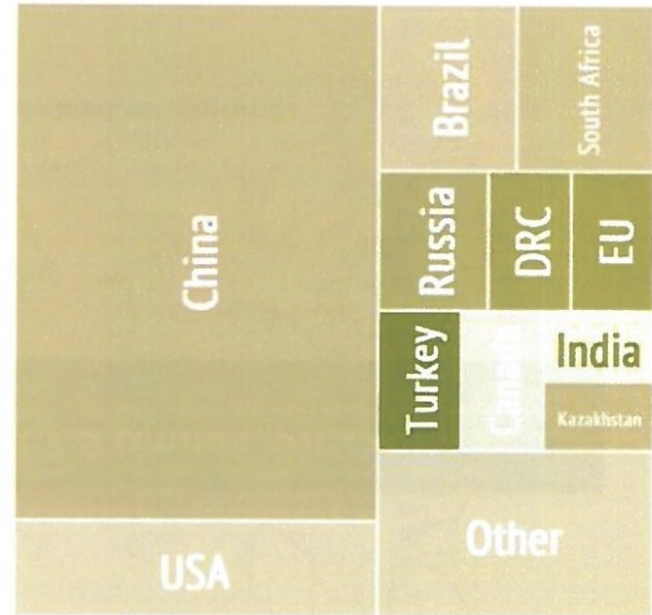 China
USA
Brazil
South Africa
Russia
DRC
EU
Turkey
Canada
India
Kazakhstan
Other